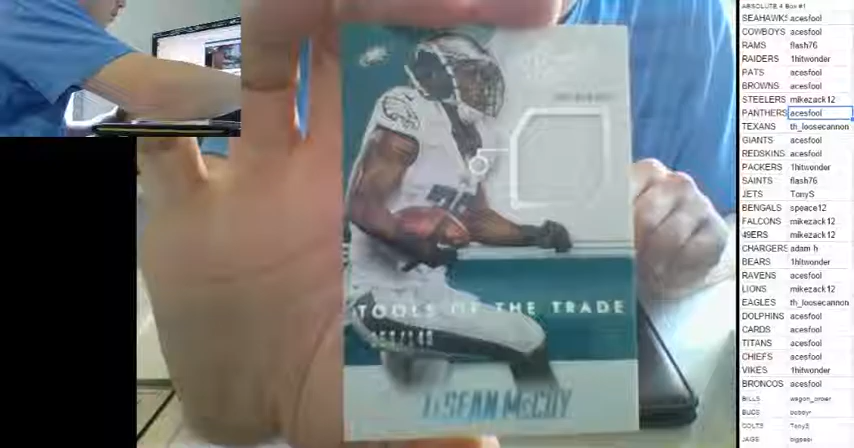 TOOLS OF THE TRADE
LeSEAN McCOY
ABSOLUTE 4 Box #1
SEAHAWKS acesfool
COWBOYS acesfool
RAMS flash76
RAIDERS 1hitwonder
PATS acesfool
BROWNS acesfool
STEELERS mikezack12
PANTHERS acesfool
TEXANS th_loosecannon
GIANTS acesfool
REDSKINS acesfool
PACKERS 1hitwonder
SAINTS flash76
JETS TonyS
BENGALS speace12
FALCONS mikezack12
49ERS mikezack12
CHARGERS adam h
BEARS 1hitwonder
RAVENS acesfool
LIONS mikezack12
EAGLES th_loosecannon
DOLPHINS acesfool
CARDS acesfool
TITANS acesfool
CHIEFS acesfool
VIKES 1hitwonder
BRONCOS acesfool
BILLS
BUCS
COLTS TonyS
JAGS